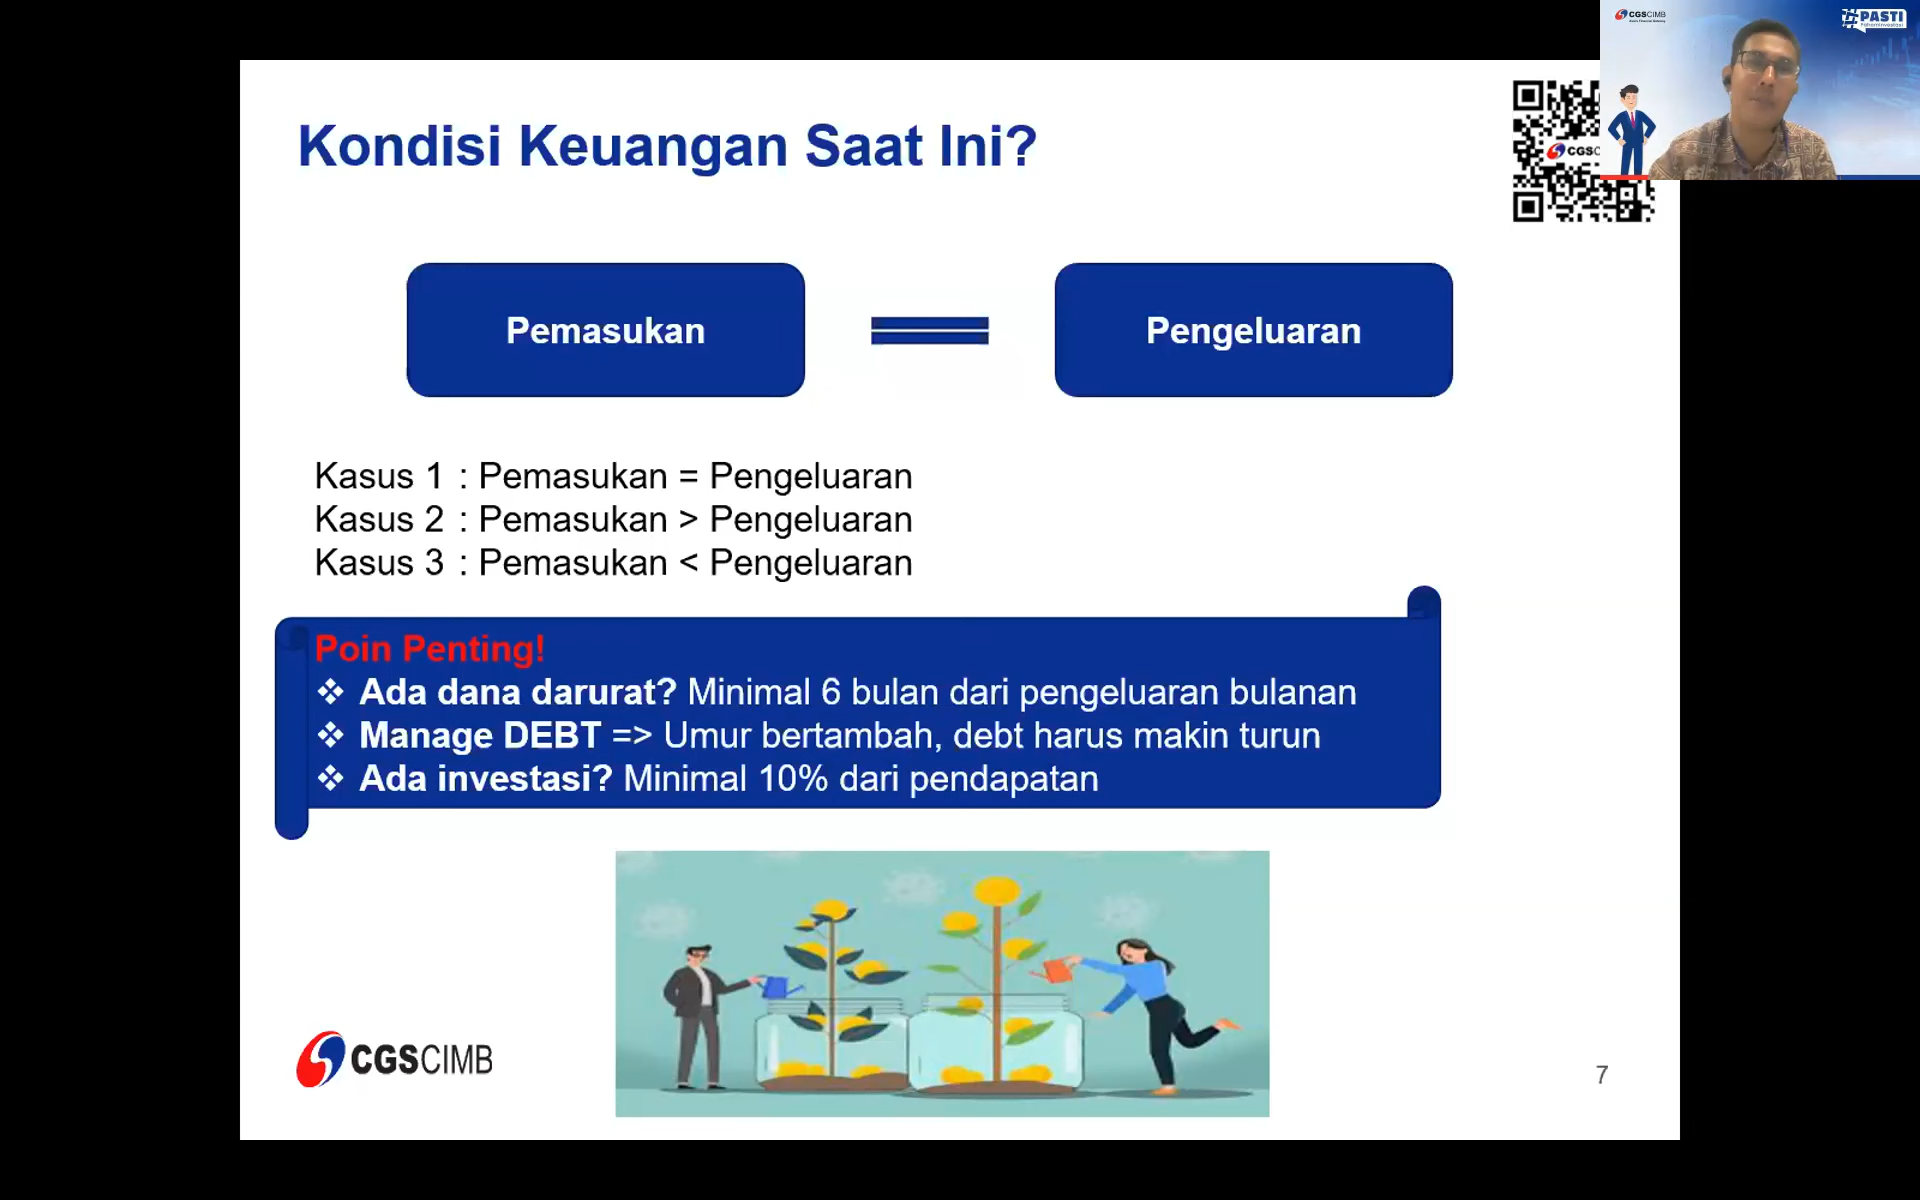 CGSCIMB
#PASTI
Kondisi Keuangan Saat Ini?
CGSC
Pemasukan
Pengeluaran
Kasus 1 : Pemasukan = Pengeluaran
Kasus 2 : Pemasukan > Pengeluaran
Kasus 3 : Pemasukan < Pengeluaran
Poin Penting!
❖ Ada dana darurat? Minimal 6 bulan dari pengeluaran bulanan
❖ Manage DEBT => Umur bertambah, debt harus makin turun
❖ Ada investasi? Minimal 10% dari pendapatan
CGSCIMB
7